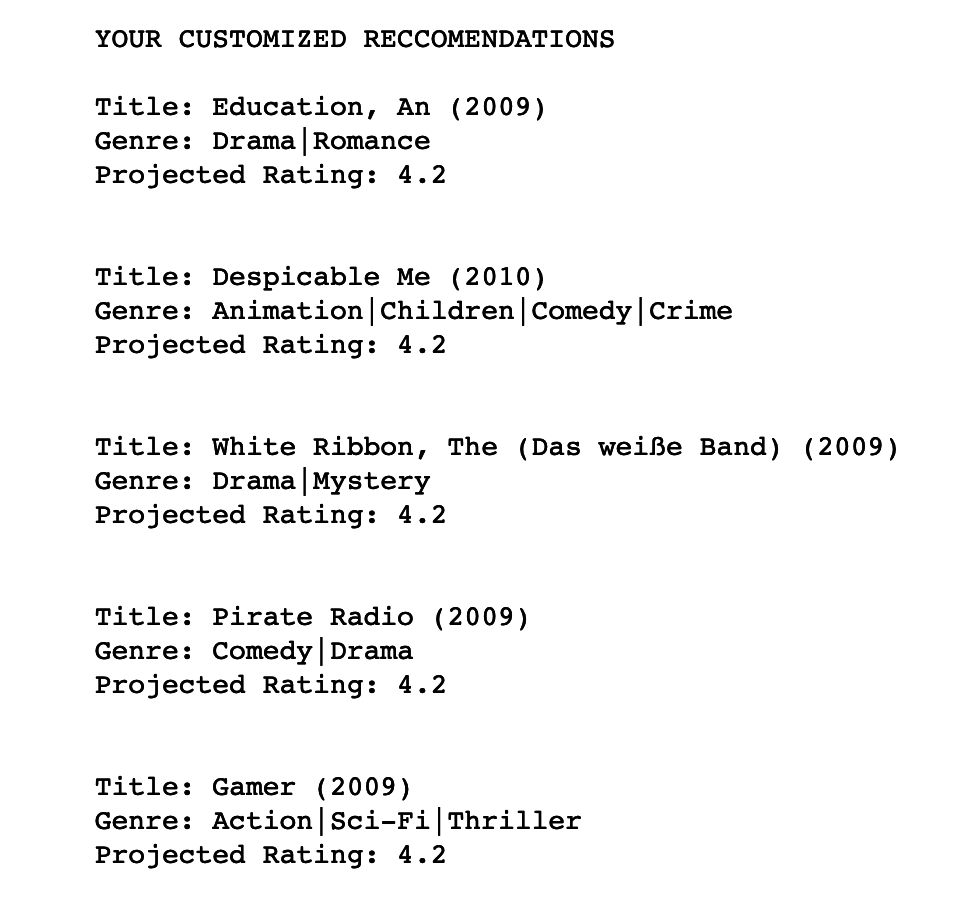 YOUR CUSTOMIZED RECCOMENDATIONS
Title: Education, An (2009)
Genre: Drama|Romance
Projected Rating: 4.2
Title: Despicable Me (2010)
Genre: Animation|Children|Comedy|Crime
Projected Rating: 4.2
Title: White Ribbon, The (Das weiße Band) (2009)
Genre: Drama|Mystery
Projected Rating: 4.2
Title: Pirate Radio (2009)
Genre: Comedy|Drama
Projected Rating: 4.2
Title: Gamer (2009)
Genre: Action|Sci-Fi|Thriller
Projected Rating: 4.2